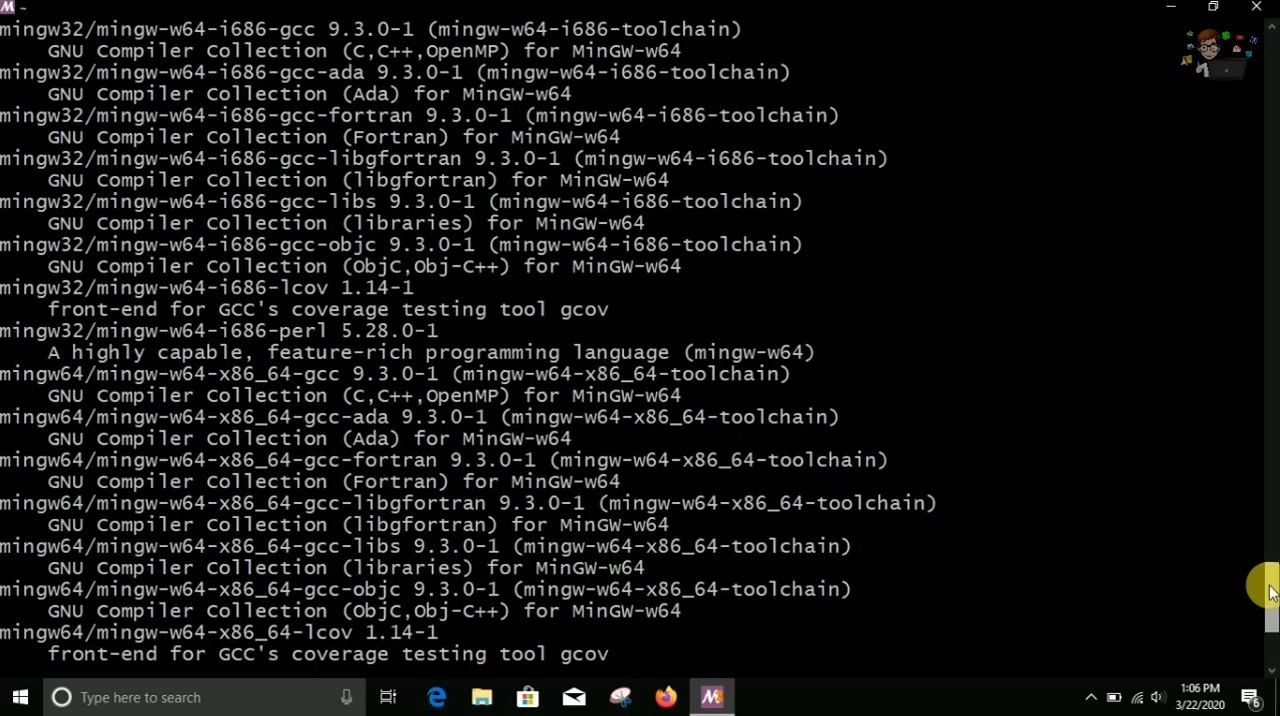 ~
mingw32/mingw-w64-i686-gcc 9.3.0-1 (mingw-w64-i686-toolchain)
GNU Compiler Collection (C,C++,OpenMP) for MinGW-w64
mingw32/mingw-w64-i686-gcc-ada 9.3.0-1 (mingw-w64-i686-toolchain)
GNU Compiler Collection (Ada) for MinGW-w64
mingw32/mingw-w64-i686-gcc-fortran 9.3.0-1 (mingw-w64-i686-toolchain)
GNU Compiler Collection (Fortran) for MinGW-w64
mingw32/mingw-w64-i686-gcc-libgfortran 9.3.0-1 (mingw-w64-i686-toolchain)
GNU Compiler Collection (libgfortran) for MinGW-w64
mingw32/mingw-w64-i686-gcc-libs 9.3.0-1 (mingw-w64-i686-toolchain)
GNU Compiler Collection (libraries) for MinGW-w64
mingw32/mingw-w64-i686-gcc-objc 9.3.0-1 (mingw-w64-i686-toolchain)
GNU Compiler Collection (ObjC,Obj-C++) for MinGW-w64
mingw32/mingw-w64-i686-lcov 1.14-1
front-end for GCC's coverage testing tool gcov
mingw32/mingw-w64-i686-perl 5.28.0-1
A highly capable, feature-rich programming language (mingw-w64)
mingw64/mingw-w64-x86_64-gcc 9.3.0-1 (mingw-w64-x86_64-toolchain)
GNU Compiler Collection (C,C++,OpenMP) for MinGW-w64
mingw64/mingw-w64-x86_64-gcc-ada 9.3.0-1 (mingw-w64-x86_64-toolchain)
GNU Compiler Collection (Ada) for MinGW-w64
mingw64/mingw-w64-x86_64-gcc-fortran 9.3.0-1 (mingw-w64-x86_64-toolchain)
GNU Compiler Collection (Fortran) for MinGW-w64
mingw64/mingw-w64-x86_64-gcc-libgfortran 9.3.0-1 (mingw-w64-x86_64-toolchain)
GNU Compiler Collection (libgfortran) for MinGW-w64
mingw64/mingw-w64-x86_64-gcc-libs 9.3.0-1 (mingw-w64-x86_64-toolchain)
GNU Compiler Collection (libraries) for MinGW-w64
mingw64/mingw-w64-x86_64-gcc-objc 9.3.0-1 (mingw-w64-x86_64-toolchain)
GNU Compiler Collection (ObjC,Obj-C++) for MinGW-w64
mingw64/mingw-w64-x86_64-lcov 1.14-1
front-end for GCC's coverage testing tool gcov
Type here to search
1:06 PM
3/22/2020
6